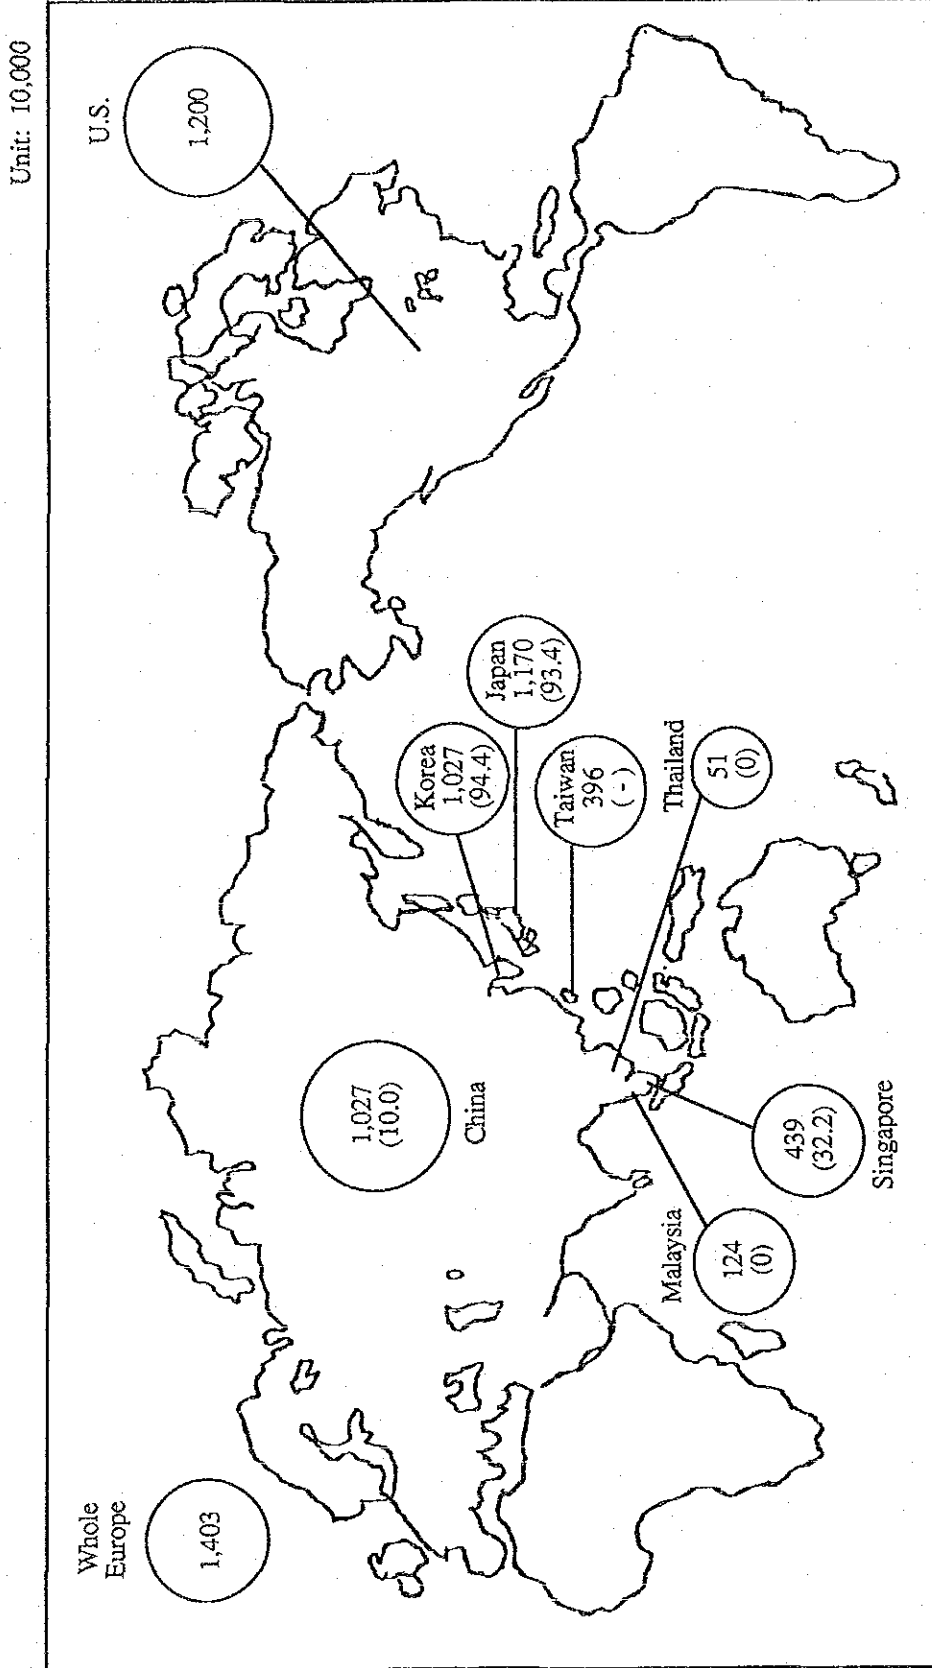 Unit: 10,000
Whole
Europe
1,403
U.S.
1,200
1,027
(10.0)
China
Korea
1,027
(94.4)
Japan
1,170
(93.4)
Taiwan
396
( - )
Thailand
51
(0)
Malaysia
124
(0)
439
(32.2)
Singapore